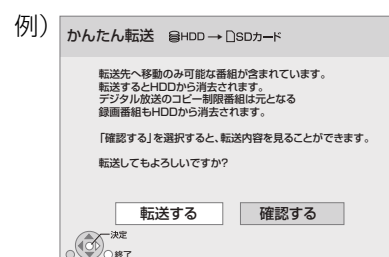 例）
かんたん転送 HDD → SDカード
転送先へ移動のみ可能な番組が含まれています。
転送するとHDDから消去されます。
デジタル放送のコピー制限番組は元となる
録画番組もHDDから消去されます。
「確認する」を選択すると、転送内容を見ることができます。
転送してもよろしいですか？
転送する 確認する
決定
終了